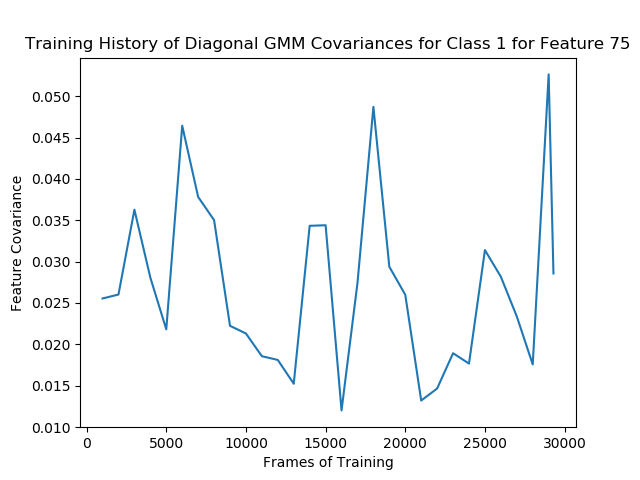 Training History of Diagonal GMM Covariances for Class 1 for Feature 75
0.050
0.045
0.040
0.035
0.030
0.025
0.020
0.015
0.010
Feature Covariance
0 5000 10000 15000 20000 25000 30000
Frames of Training